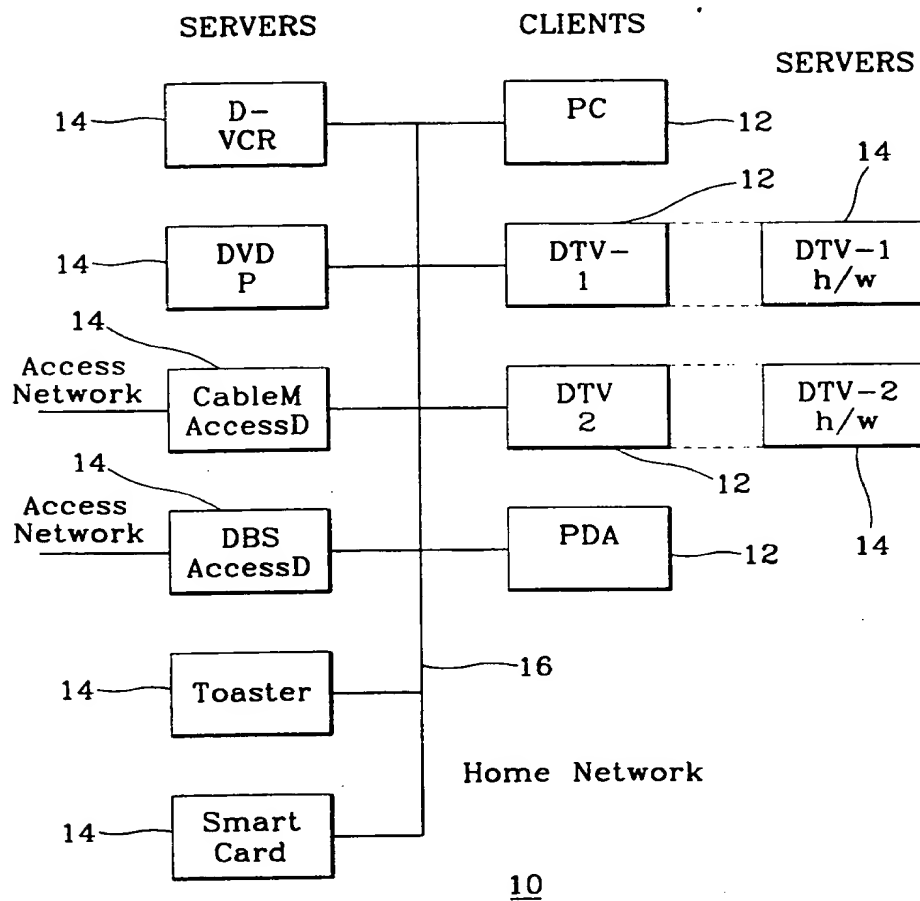 SERVERS
CLIENTS
SERVERS
14
D-
VCR
PC
12
14
DVD
P
12
DTV-
1
14
DTV-1
h/w
Access
Network
14
CableM
AccessD
DTV
2
12
DTV-2
h/w
14
Access
Network
14
DBS
AccessD
PDA
12
14
Toaster
16
Home Network
14
Smart
Card
10